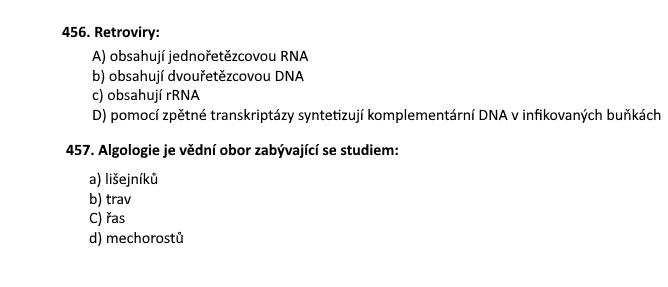 456. Retroviry:
A) obsahují jednořetězcovou RNA
b) obsahují dvouřetězcovou DNA
c) obsahují rRNA
D) pomocí zpětné transkriptázy syntetizují komplementární DNA v infikovaných buňkách
457. Algologie je vědní obor zabývající se studiem:
a) lišejníků
b) trav
C) řas
d) mechorostů